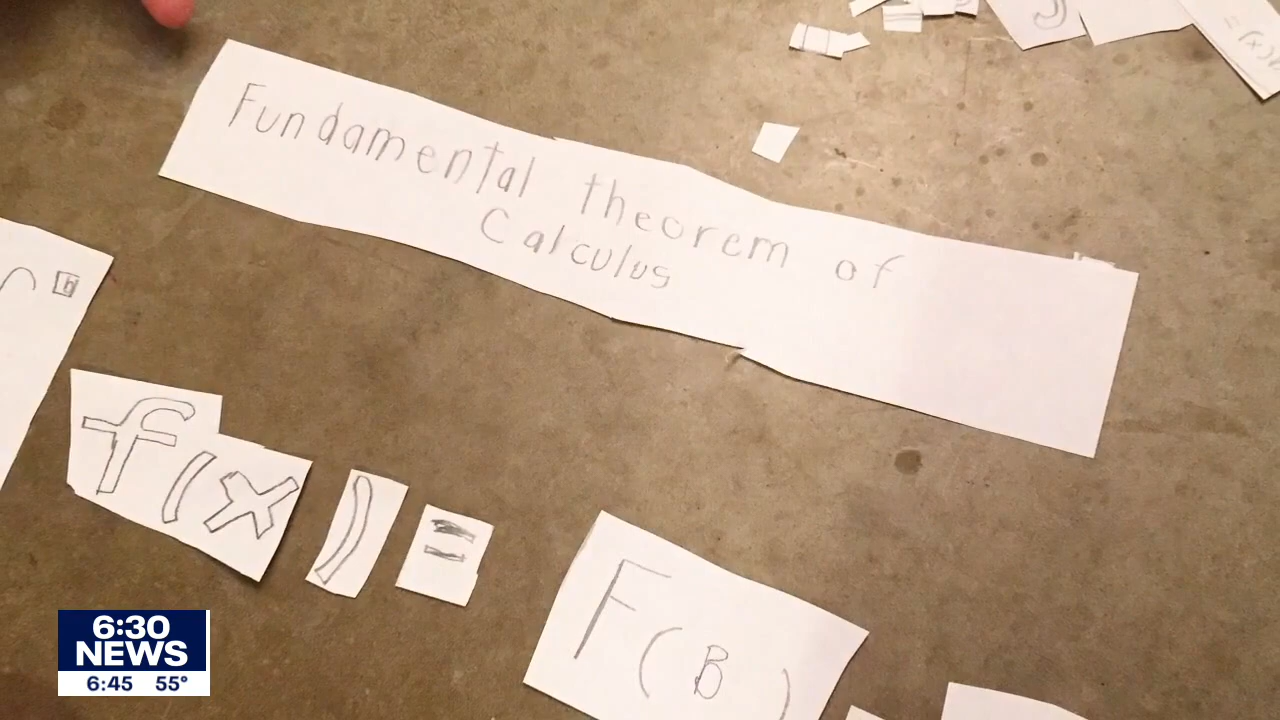 Fundamental theorem of
Calculus
b
f(x) =
F(B)
= (x)
6:30
NEWS
6:45 55°